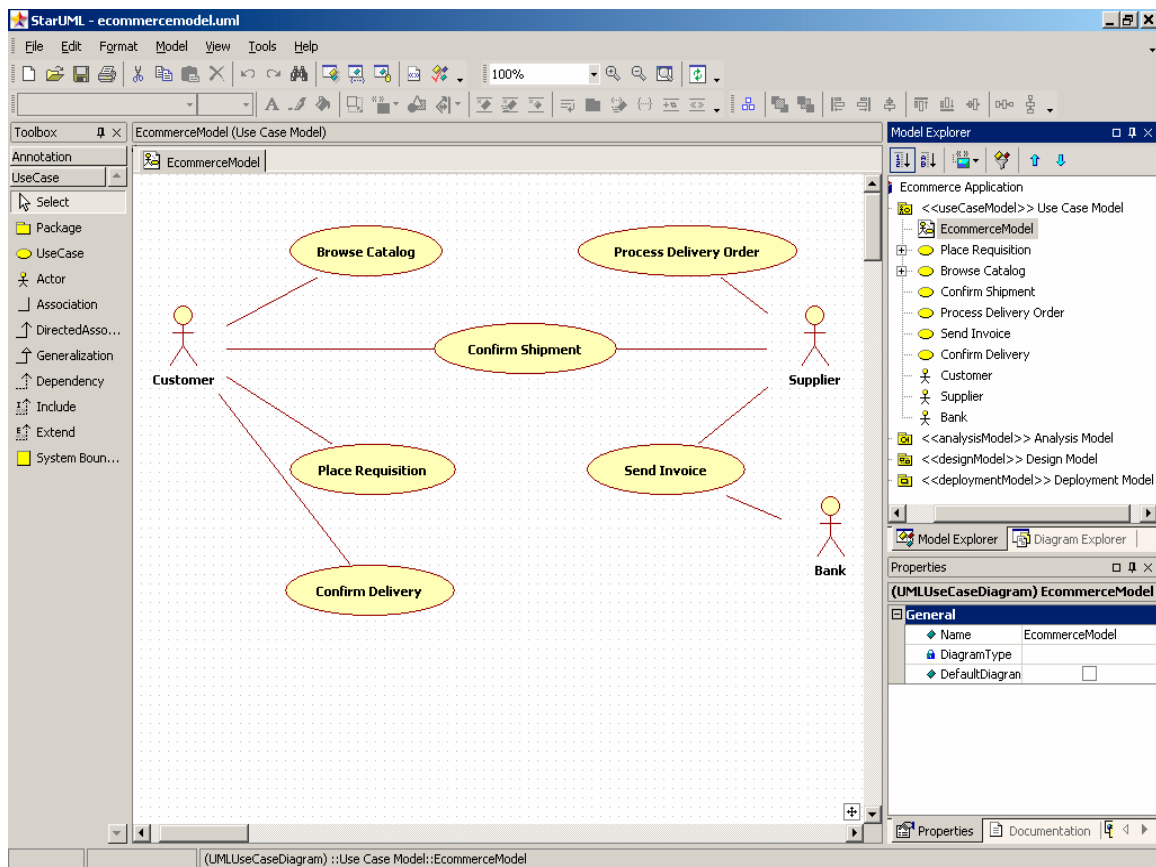 StarUML - ecommercemodel.uml
File Edit Format Model View Tools Help
100%
Toolbox
Annotation
UseCase
Select
Package
UseCase
Actor
Association
DirectedAsso...
Generalization
Dependency
Include
Extend
System Boun...
EcommerceModel (Use Case Model)
EcommerceModel
Browse Catalog
Process Delivery Order
Confirm Shipment
Customer
Supplier
Place Requisition
Send Invoice
Bank
Confirm Delivery
Model Explorer
Ecommerce Application
<<useCaseModel>> Use Case Model
EcommerceModel
Place Requisition
Browse Catalog
Confirm Shipment
Process Delivery Order
Send Invoice
Confirm Delivery
Customer
Supplier
Bank
<<analysisModel>> Analysis Model
<<designModel>> Design Model
<<deploymentModel>> Deployment Model
Model Explorer Diagram Explorer
Properties
(UMLUseCaseDiagram) EcommerceModel
General
Name EcommerceModel
DiagramType
DefaultDiagran
Properties Documentation
(UMLUseCaseDiagram) ::Use Case Model::EcommerceModel